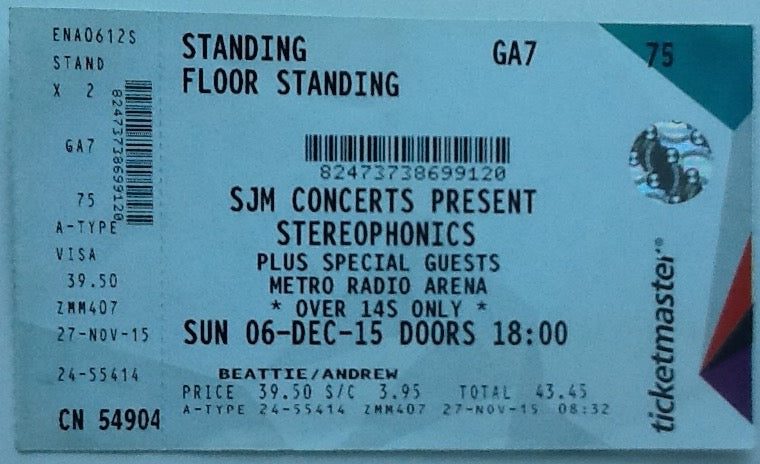 ENA0612S
STAND
X 2
GA7
75
A-TYPE
VISA
39.50
ZMM407
27-NOV-15
24-55414
CN 54904
82473738699120
STANDING GA7 75
FLOOR STANDING
82473738699120
SJM CONCERTS PRESENT
STEREOPHONICS
PLUS SPECIAL GUESTS
METRO RADIO ARENA
* OVER 14S ONLY *
SUN 06-DEC-15 DOORS 18:00
BEATTIE/ANDREW
PRICE 39.50 S/C 3.95 TOTAL 43.45
A-TYPE 24-55414 ZMM407 27-NOV-15 08:32
ticketmaster®